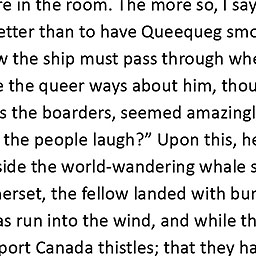 re in the room. The more so, I say
etter than to have Queequeg smo
w the ship must pass through whe
e the queer ways about him, thou
s the boarders, seemed amazingl
the people laugh?” Upon this, he
side the world-wandering whale s
nerset, the fellow landed with bur
as run into the wind, and while th
port Canada thistles; that they ha